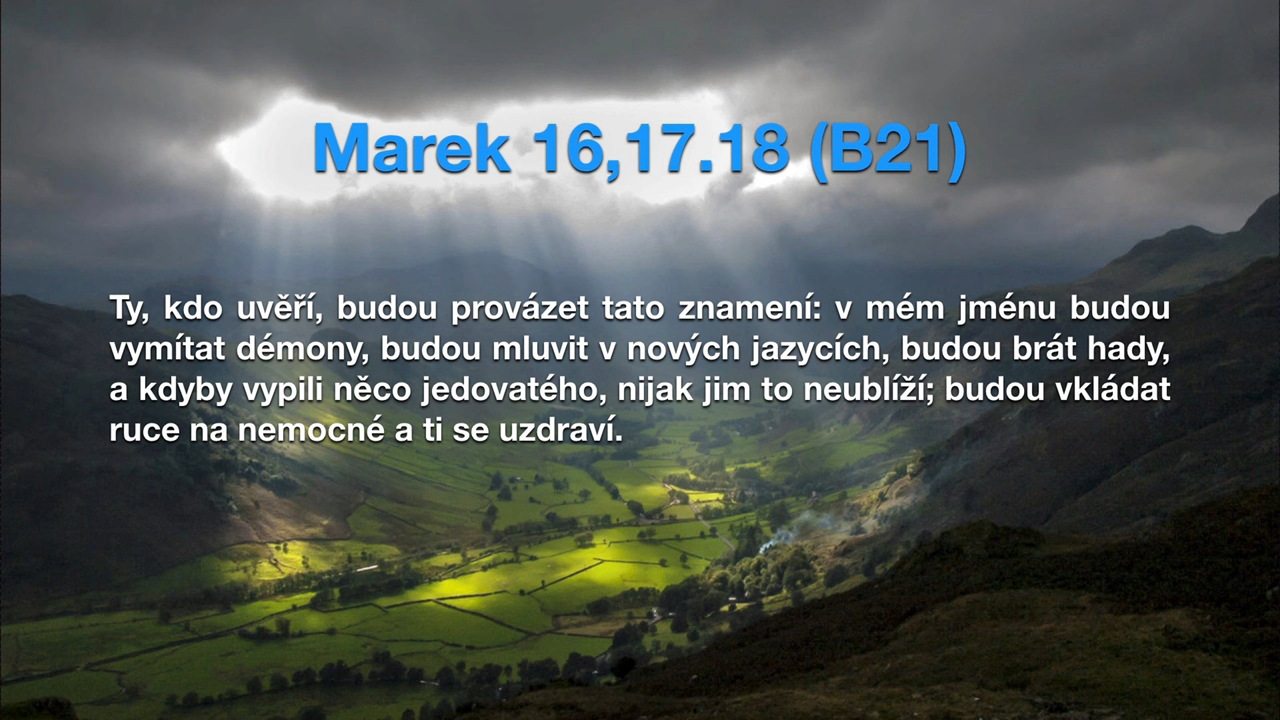 Marek 16,17.18 (B21)
Ty, kdo uvěří, budou provázet tato znamení: v mém jménu budou
vymítat démony, budou mluvit v nových jazycích, budou brát hady,
a kdyby vypili něco jedovatého, nijak jim to neublíží; budou vkládat
ruce na nemocné a ti se uzdraví.